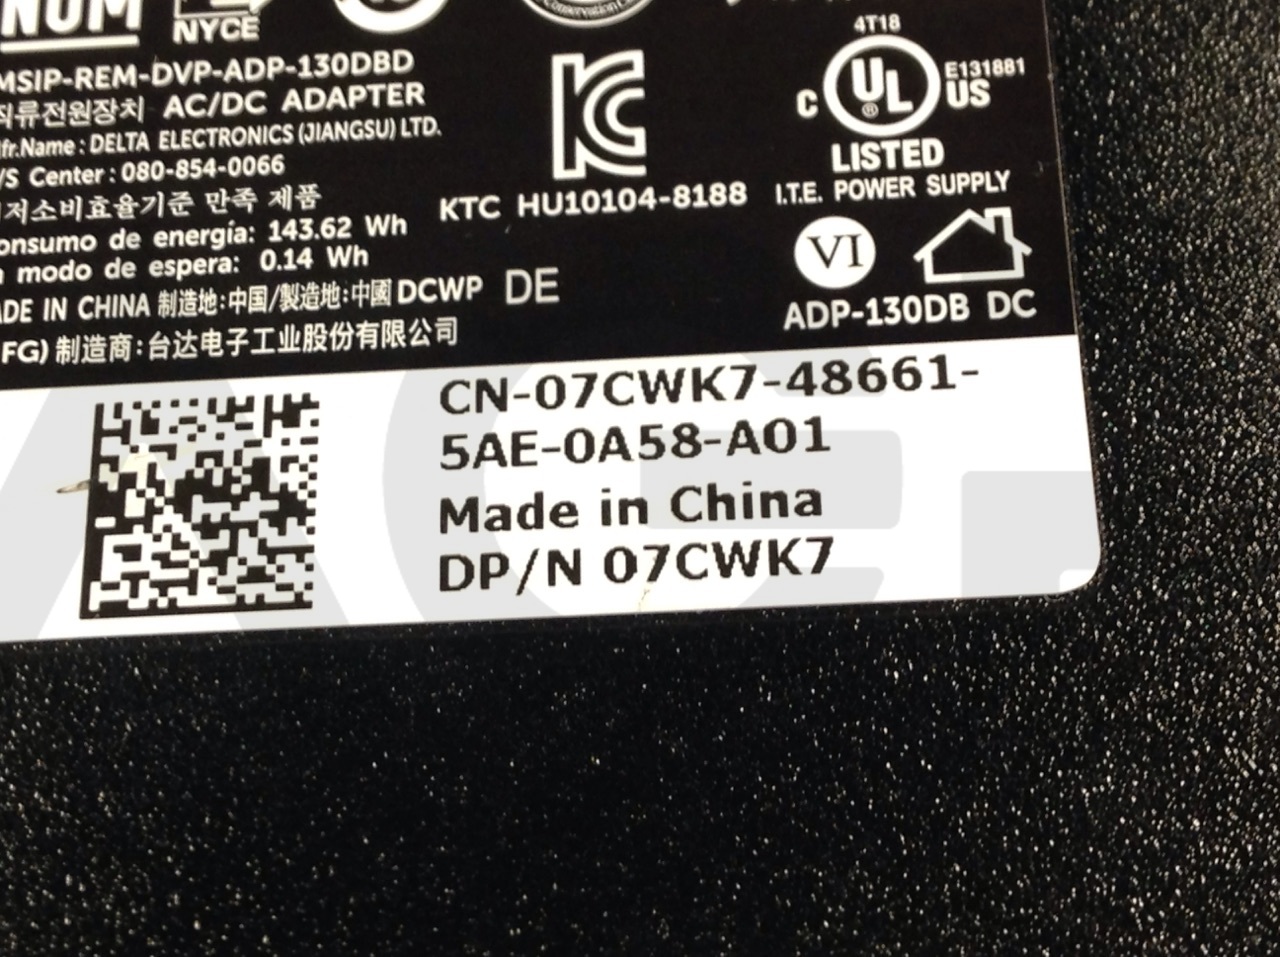 NOM
NYCE
Conservation
4T18
MSIP-REM-DVP-ADP-130DBD
직류전원장치 AC/DC ADAPTER
fr.Name : DELTA ELECTRONICS (JIANGSU) LTD.
/S Center : 080-854-0066
저소비효율기준 만족 제품
onsumo de energía: 143.62 Wh
modo de espera: 0.14 Wh
DE IN CHINA 制造地:中国/製造地:中國 DCWP DE
FG) 制造商:台达电子工业股份有限公司
KC
KTC HU10104-8188
C UL ® US
E131881
LISTED
I.T.E. POWER SUPPLY
VI
ADP-130DB DC
CN-07CWK7-48661-
5AE-0A58-A01
Made in China
DP/N 07CWK7